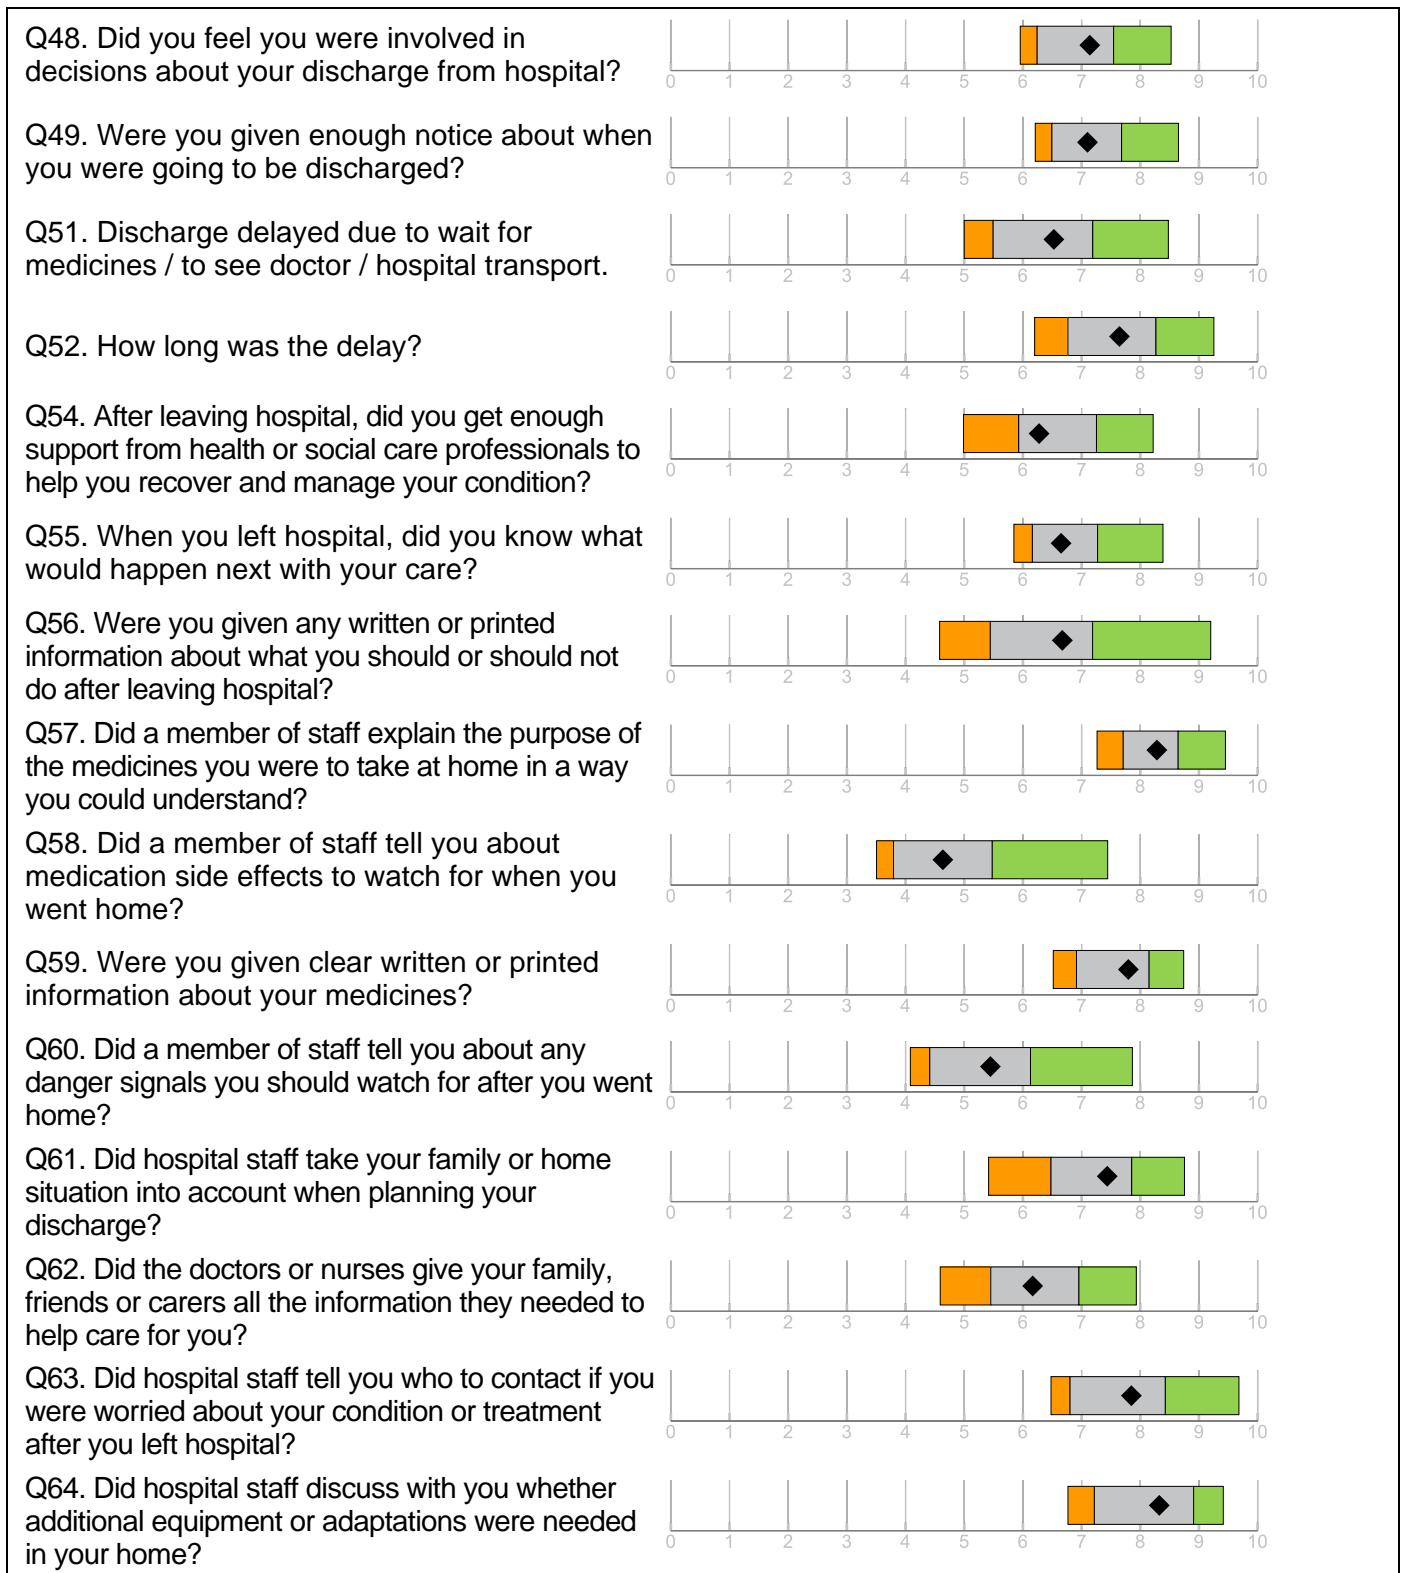 Q48. Did you feel you were involved in
decisions about your discharge from hospital?
0 1 2 3 4 5 6 7 8 9 10
Q49. Were you given enough notice about when
you were going to be discharged?
0 1 2 3 4 5 6 7 8 9 10
Q51. Discharge delayed due to wait for
medicines / to see doctor / hospital transport.
0 1 2 3 4 5 6 7 8 9 10
Q52. How long was the delay?
0 1 2 3 4 5 6 7 8 9 10
Q54. After leaving hospital, did you get enough
support from health or social care professionals to
help you recover and manage your condition?
0 1 2 3 4 5 6 7 8 9 10
Q55. When you left hospital, did you know what
would happen next with your care?
0 1 2 3 4 5 6 7 8 9 10
Q56. Were you given any written or printed
information about what you should or should not
do after leaving hospital?
0 1 2 3 4 5 6 7 8 9 10
Q57. Did a member of staff explain the purpose of
the medicines you were to take at home in a way
you could understand?
0 1 2 3 4 5 6 7 8 9 10
Q58. Did a member of staff tell you about
medication side effects to watch for when you
went home?
0 1 2 3 4 5 6 7 8 9 10
Q59. Were you given clear written or printed
information about your medicines?
0 1 2 3 4 5 6 7 8 9 10
Q60. Did a member of staff tell you about any
danger signals you should watch for after you went
home?
0 1 2 3 4 5 6 7 8 9 10
Q61. Did hospital staff take your family or home
situation into account when planning your
discharge?
0 1 2 3 4 5 6 7 8 9 10
Q62. Did the doctors or nurses give your family,
friends or carers all the information they needed to
help care for you?
0 1 2 3 4 5 6 7 8 9 10
Q63. Did hospital staff tell you who to contact if you
were worried about your condition or treatment
after you left hospital?
0 1 2 3 4 5 6 7 8 9 10
Q64. Did hospital staff discuss with you whether
additional equipment or adaptations were needed
in your home?
0 1 2 3 4 5 6 7 8 9 10